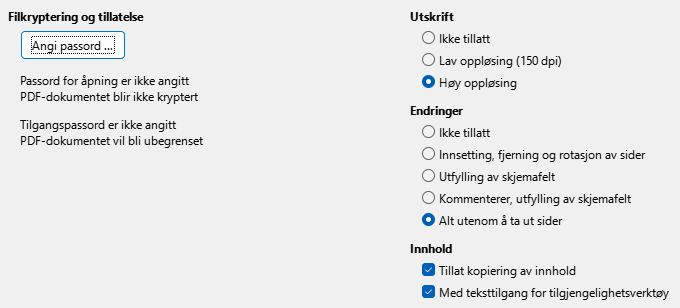 Filkryptering og tillatelse
Angi passord ...
Passord for åpning er ikke angitt
PDF-dokumentet blir ikke kryptert
Tilgangspassord er ikke angitt
PDF-dokumentet vil bli ubegrenset
Utskrift
Ikke tillatt
Lav oppløsing (150 dpi)
Høy oppløsing
Endringer
Ikke tillatt
Innsetting, fjerning og rotasjon av sider
Utfylling av skjemafelt
Kommenterer, utfylling av skjemafelt
Alt utenom å ta ut sider
Innhold
Tillat kopiering av innhold
Med teksttilgang for tilgjengelighetsverktøy